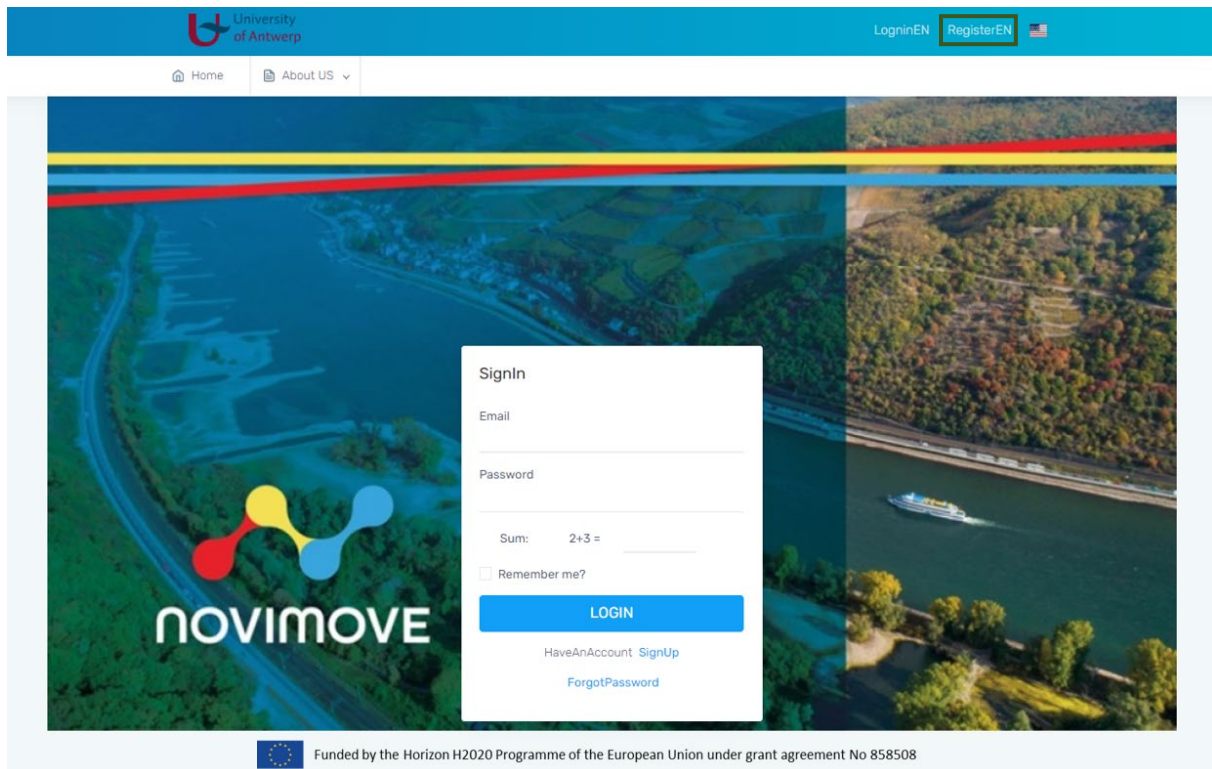 University
of Antwerp
LogninEN RegisterEN
Home About US
SignIn
Email
Password
Sum: 2+3 =
Remember me?
LOGIN
HaveAnAccount SignUp
ForgotPassword
NOVIMOVE
Funded by the Horizon H2020 Programme of the European Union under grant agreement No 858508